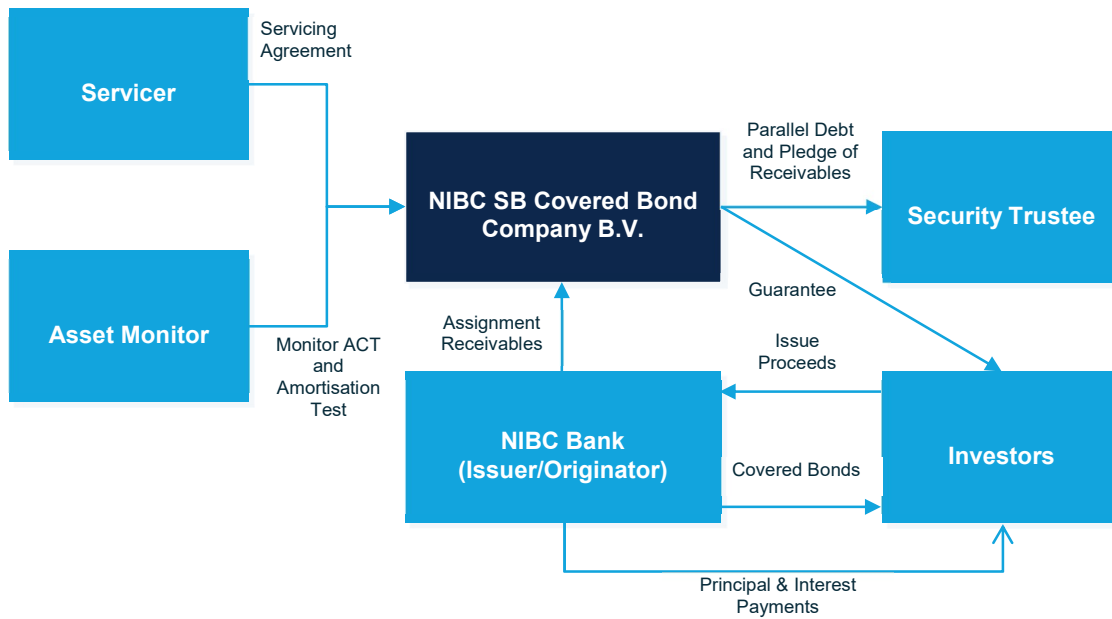 Servicing
Agreement
Servicer
Parallel Debt
and Pledge of
Receivables
NIBC SB Covered Bond
Company B.V.
Security Trustee
Asset Monitor
Guarantee
Assignment
Receivables
Monitor ACT
and
Amortisation
Test
Issue
Proceeds
NIBC Bank
(Issuer/Originator)
Investors
Covered Bonds
Principal & Interest
Payments